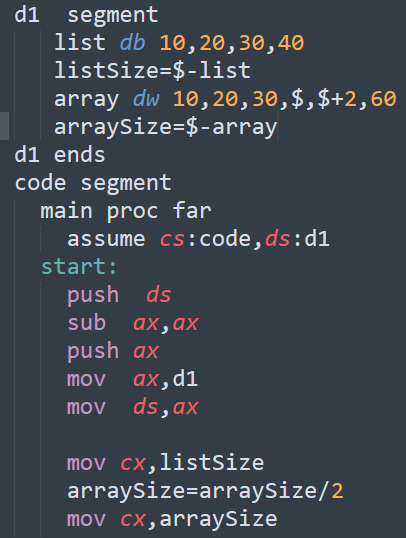 d1  segment
   list db 10,20,30,40
   listSize=$-list
   array dw 10,20,30,$,$+2,60
   arraySize=$-array
d1 ends
code segment
  main proc far
    assume cs:code,ds:d1
  start:
    push  ds
    sub  ax,ax
    push ax
    mov  ax,d1
    mov  ds,ax

    mov cx,listSize
    arraySize=arraySize/2
    mov cx,arraySize